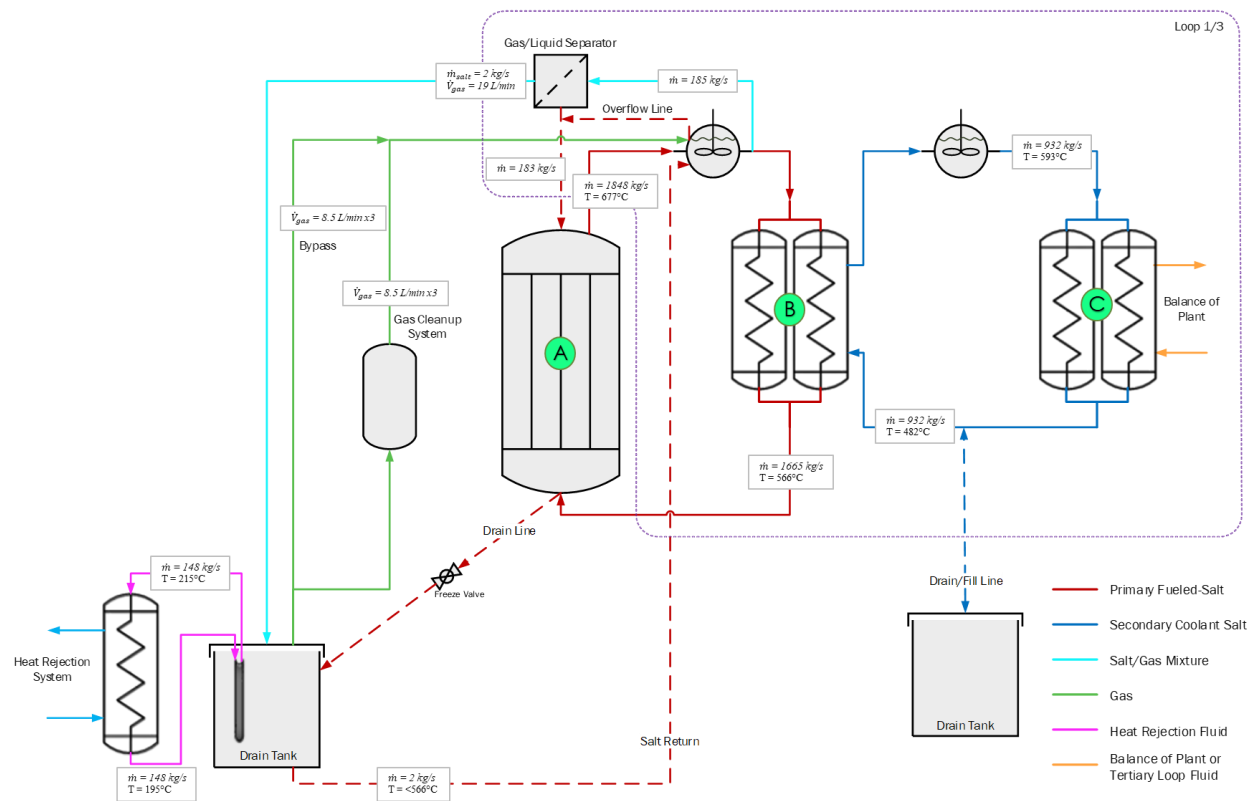 Loop 1/3
Gas/Liquid Separator
ṁsalt = 2 kg/s
V̇gas = 19 L/min
ṁ = 185 kg/s
Overflow Line
ṁ = 932 kg/s
T = 593°C
ṁ = 183 kg/s
ṁ = 1848 kg/s
T = 677°C
V̇gas = 8.5 L/min x3
Bypass
V̇gas = 8.5 L/min x3
Gas Cleanup
System
A
B
C
Balance of
Plant
ṁ = 932 kg/s
T = 482°C
ṁ = 1665 kg/s
T = 566°C
Drain Line
Freeze Valve
ṁ = 148 kg/s
T = 215°C
Heat Rejection
System
Drain Tank
ṁ = 148 kg/s
T = 195°C
Salt Return
ṁ = 2 kg/s
T = <566°C
Drain/Fill Line
Drain Tank
Primary Fueled-Salt
Secondary Coolant Salt
Salt/Gas Mixture
Gas
Heat Rejection Fluid
Balance of Plant or
Tertiary Loop Fluid